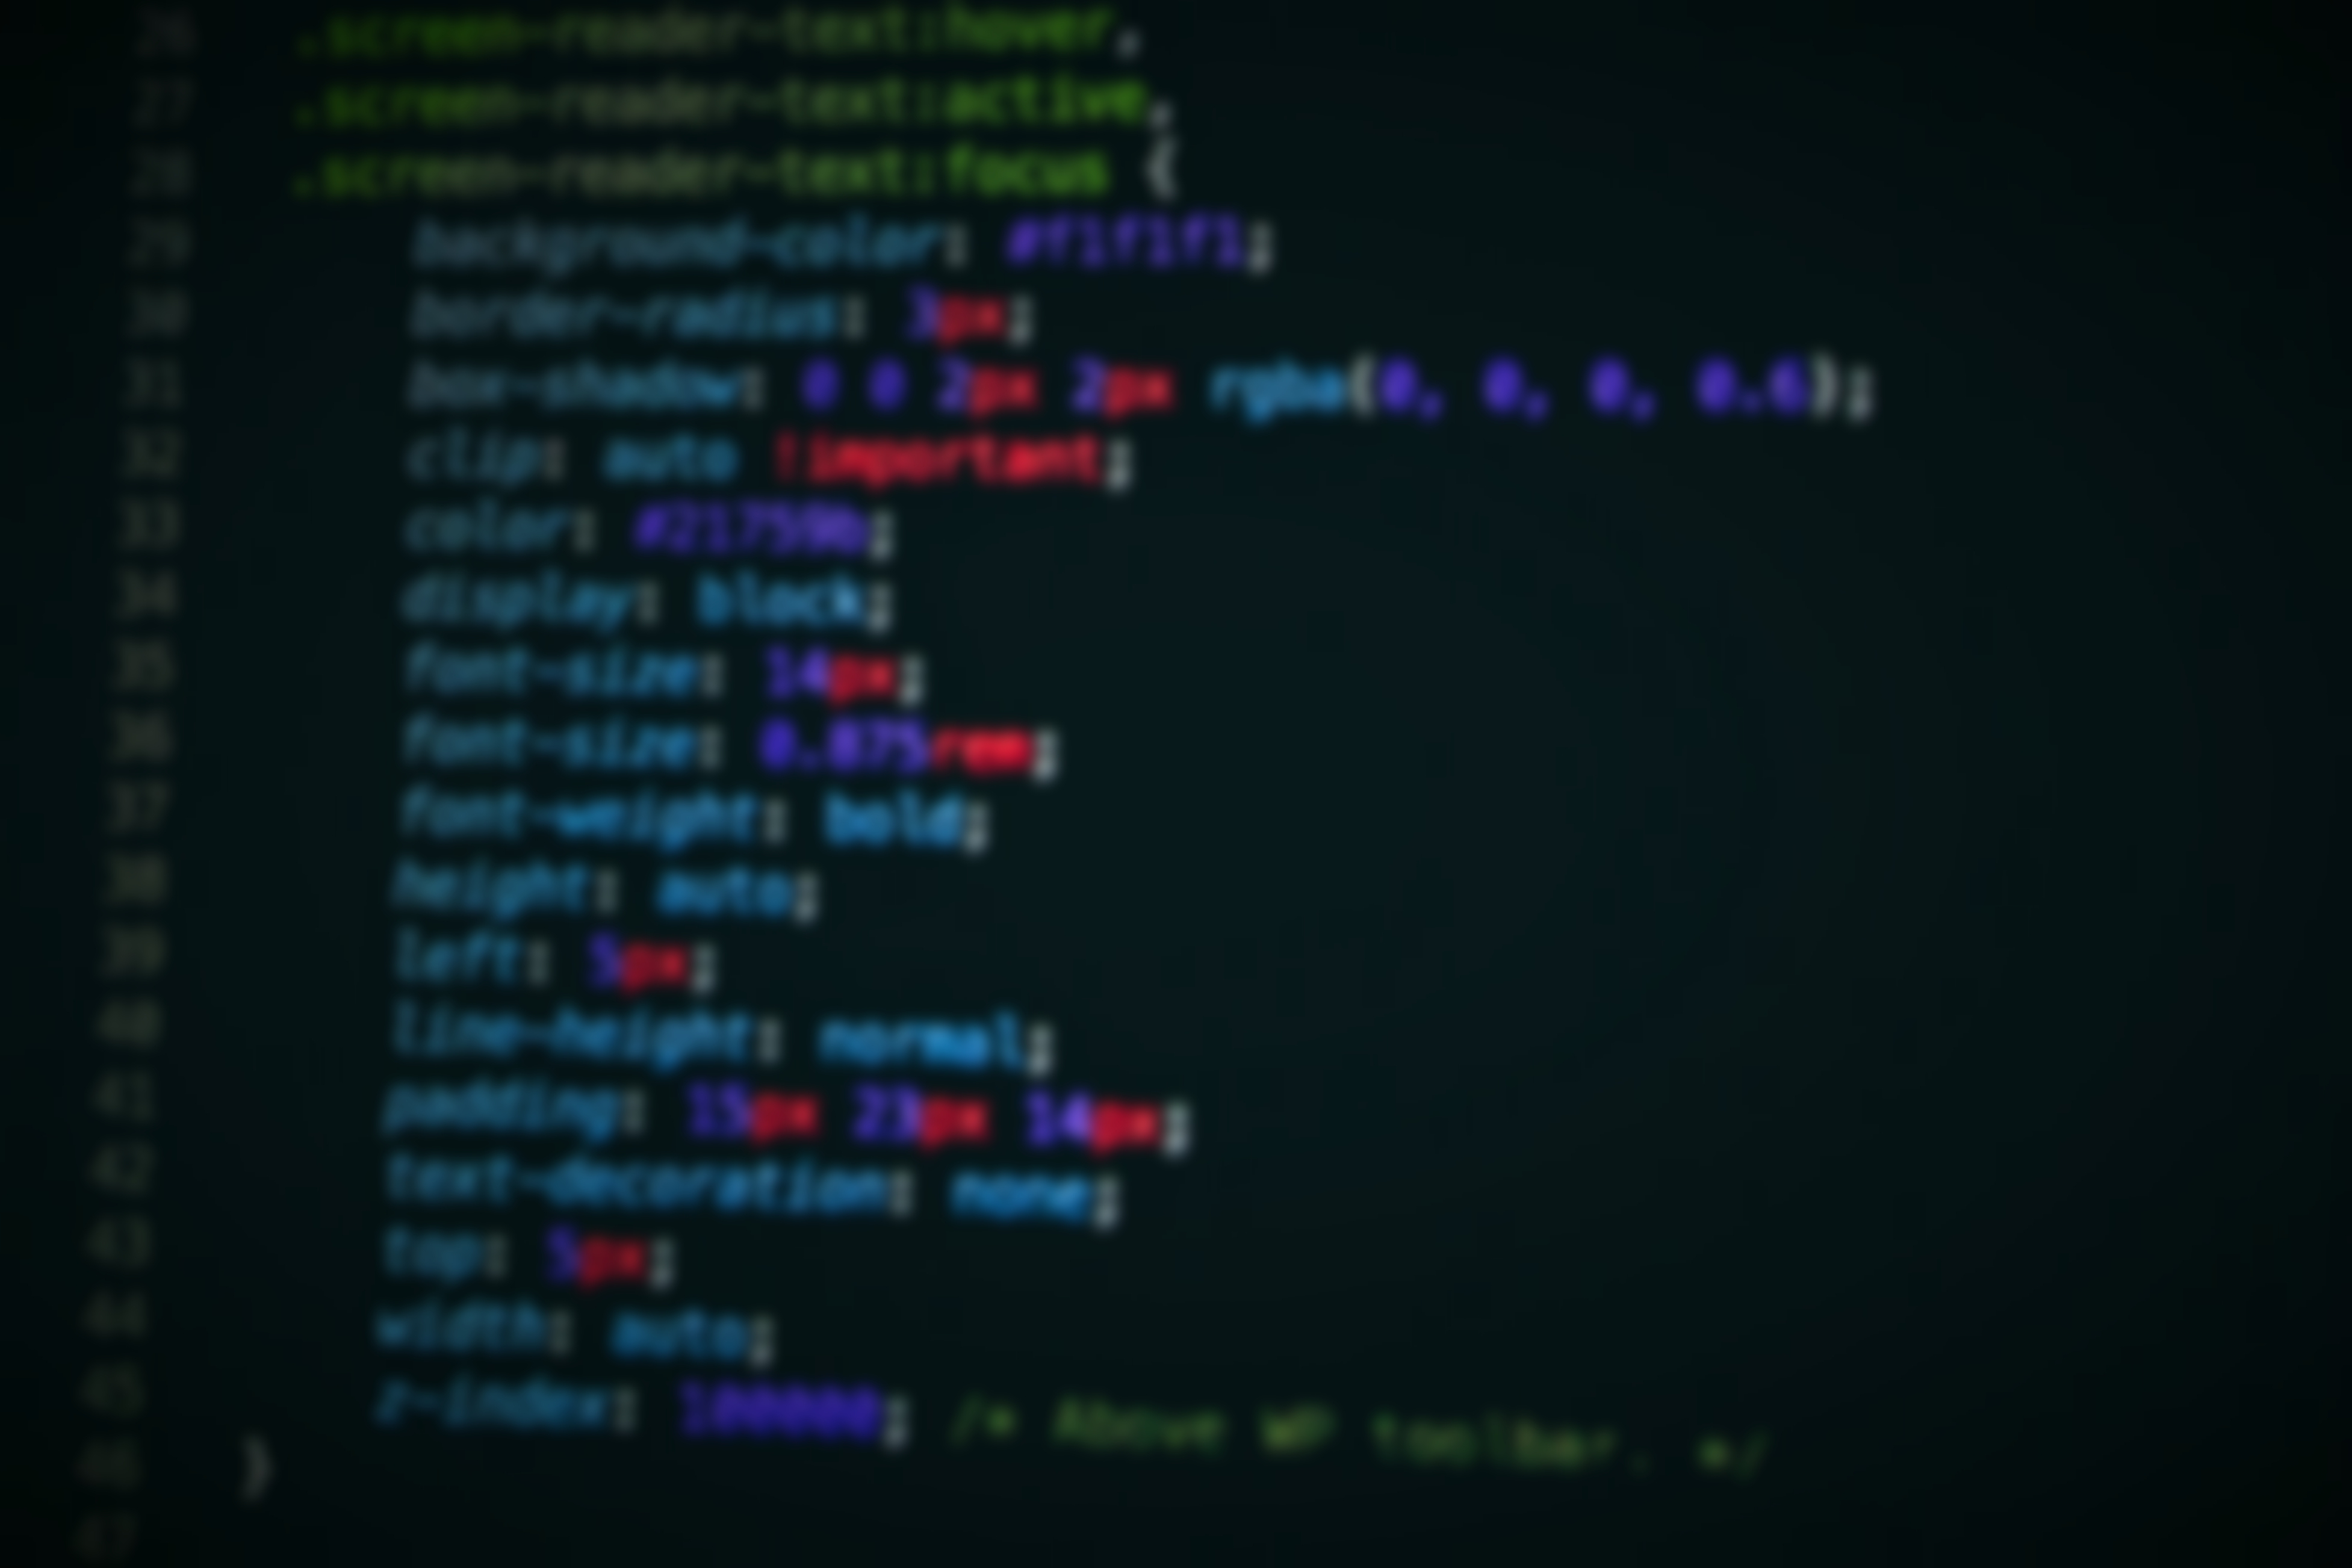 26 .screen-reader-text:hover,
27 .screen-reader-text:active,
28 .screen-reader-text:focus {
29 background-color: #f1f1f1;
30 border-radius: 3px;
31 box-shadow: 0 0 2px 2px rgba(0, 0, 0, 0.6);
32 clip: auto !important;
33 color: #21759b;
34 display: block;
35 font-size: 14px;
36 font-size: 0.875rem;
37 font-weight: bold;
38 height: auto;
39 left: 5px;
40 line-height: normal;
41 padding: 15px 23px 14px;
42 text-decoration: none;
43 top: 5px;
44 width: auto;
45 z-index: 100000; /* Above WP toolbar. */
46 }
47